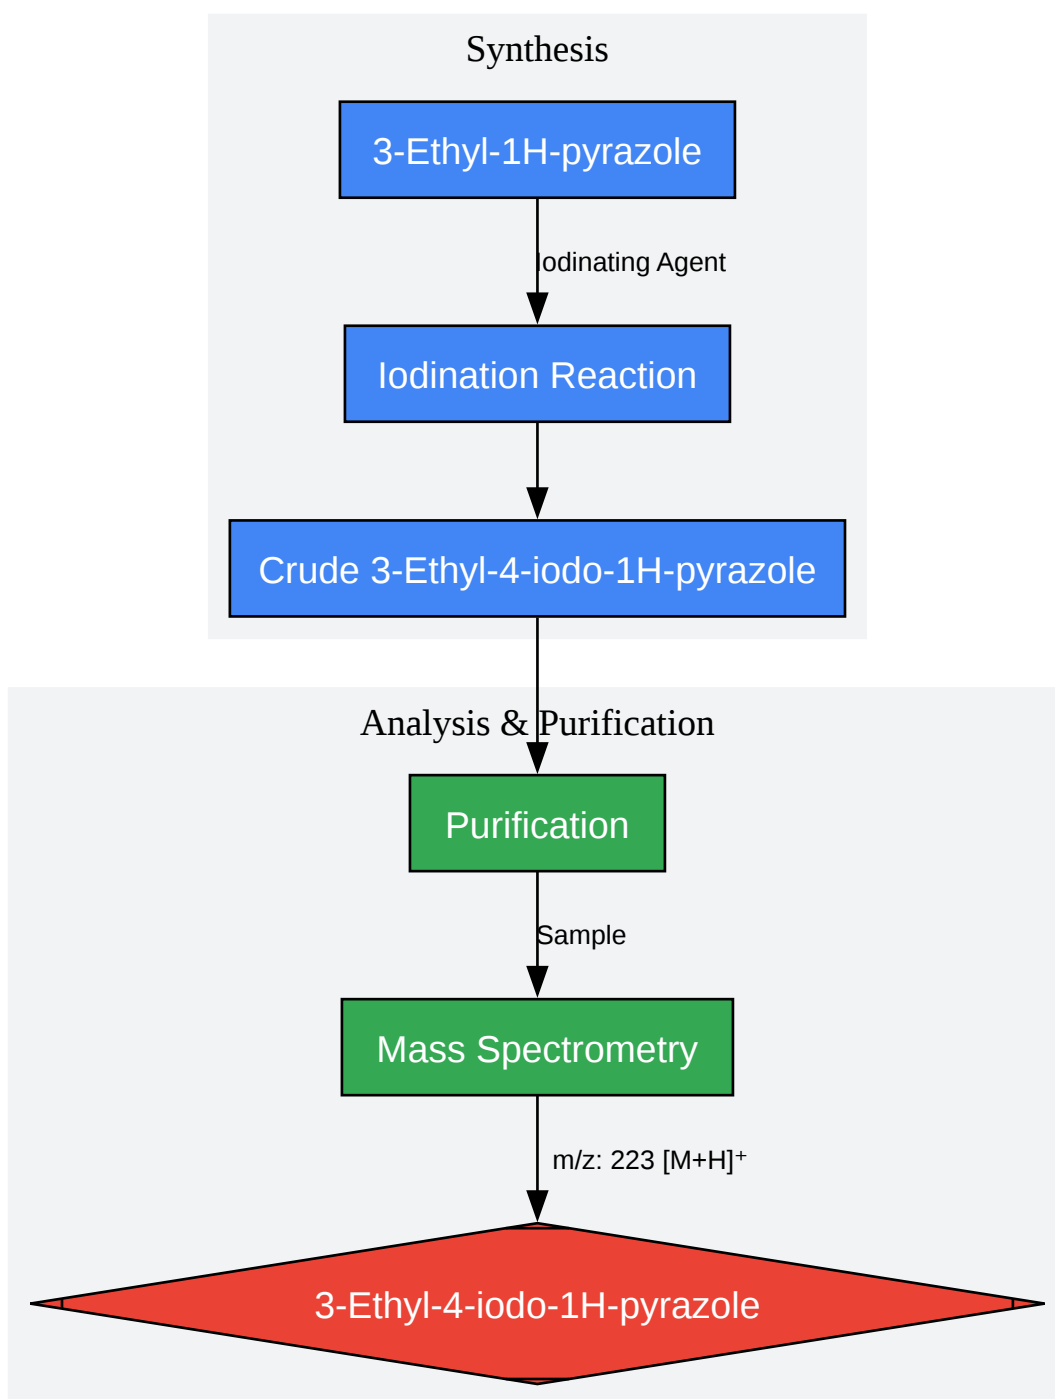 Synthesis
3-Ethyl-1H-pyrazole
Iodinating Agent
Iodination Reaction
Crude 3-Ethyl-4-iodo-1H-pyrazole
Analysis & Purification
Purification
Sample
Mass Spectrometry
m/z: 223 [M+H]⁺
3-Ethyl-4-iodo-1H-pyrazole